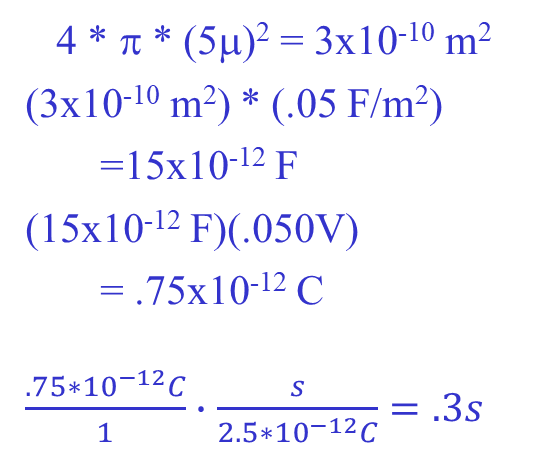 4 * π * (5μ)² = 3x10⁻¹⁰ m²
(3x10⁻¹⁰ m²) * (.05 F/m²)
=15x10⁻¹² F
(15x10⁻¹² F)(.050V)
= .75x10⁻¹² C
.75*10⁻¹²C / 1 · s / 2.5*10⁻¹²C = .3s